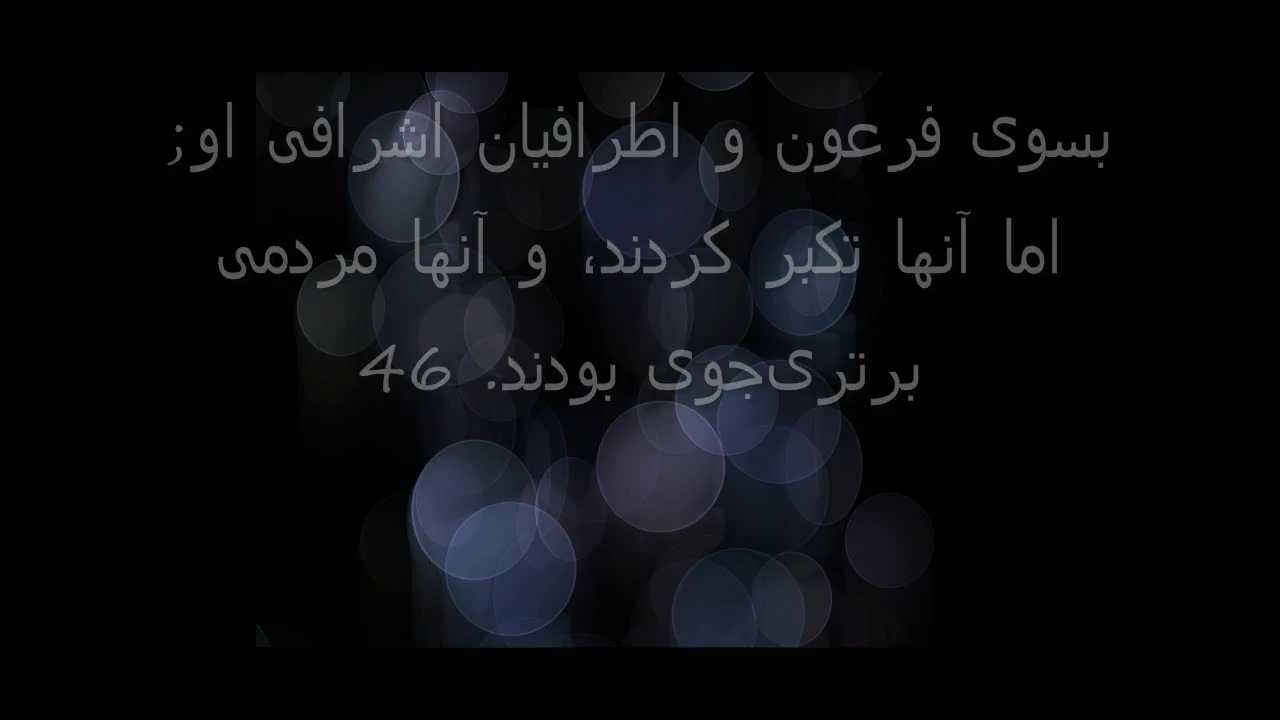 بسوی فرعون و اطرافیان اشرافی او;
اما آنها تکبر کردند، و آنها مردمی
برتری‌جوی بودند. 46